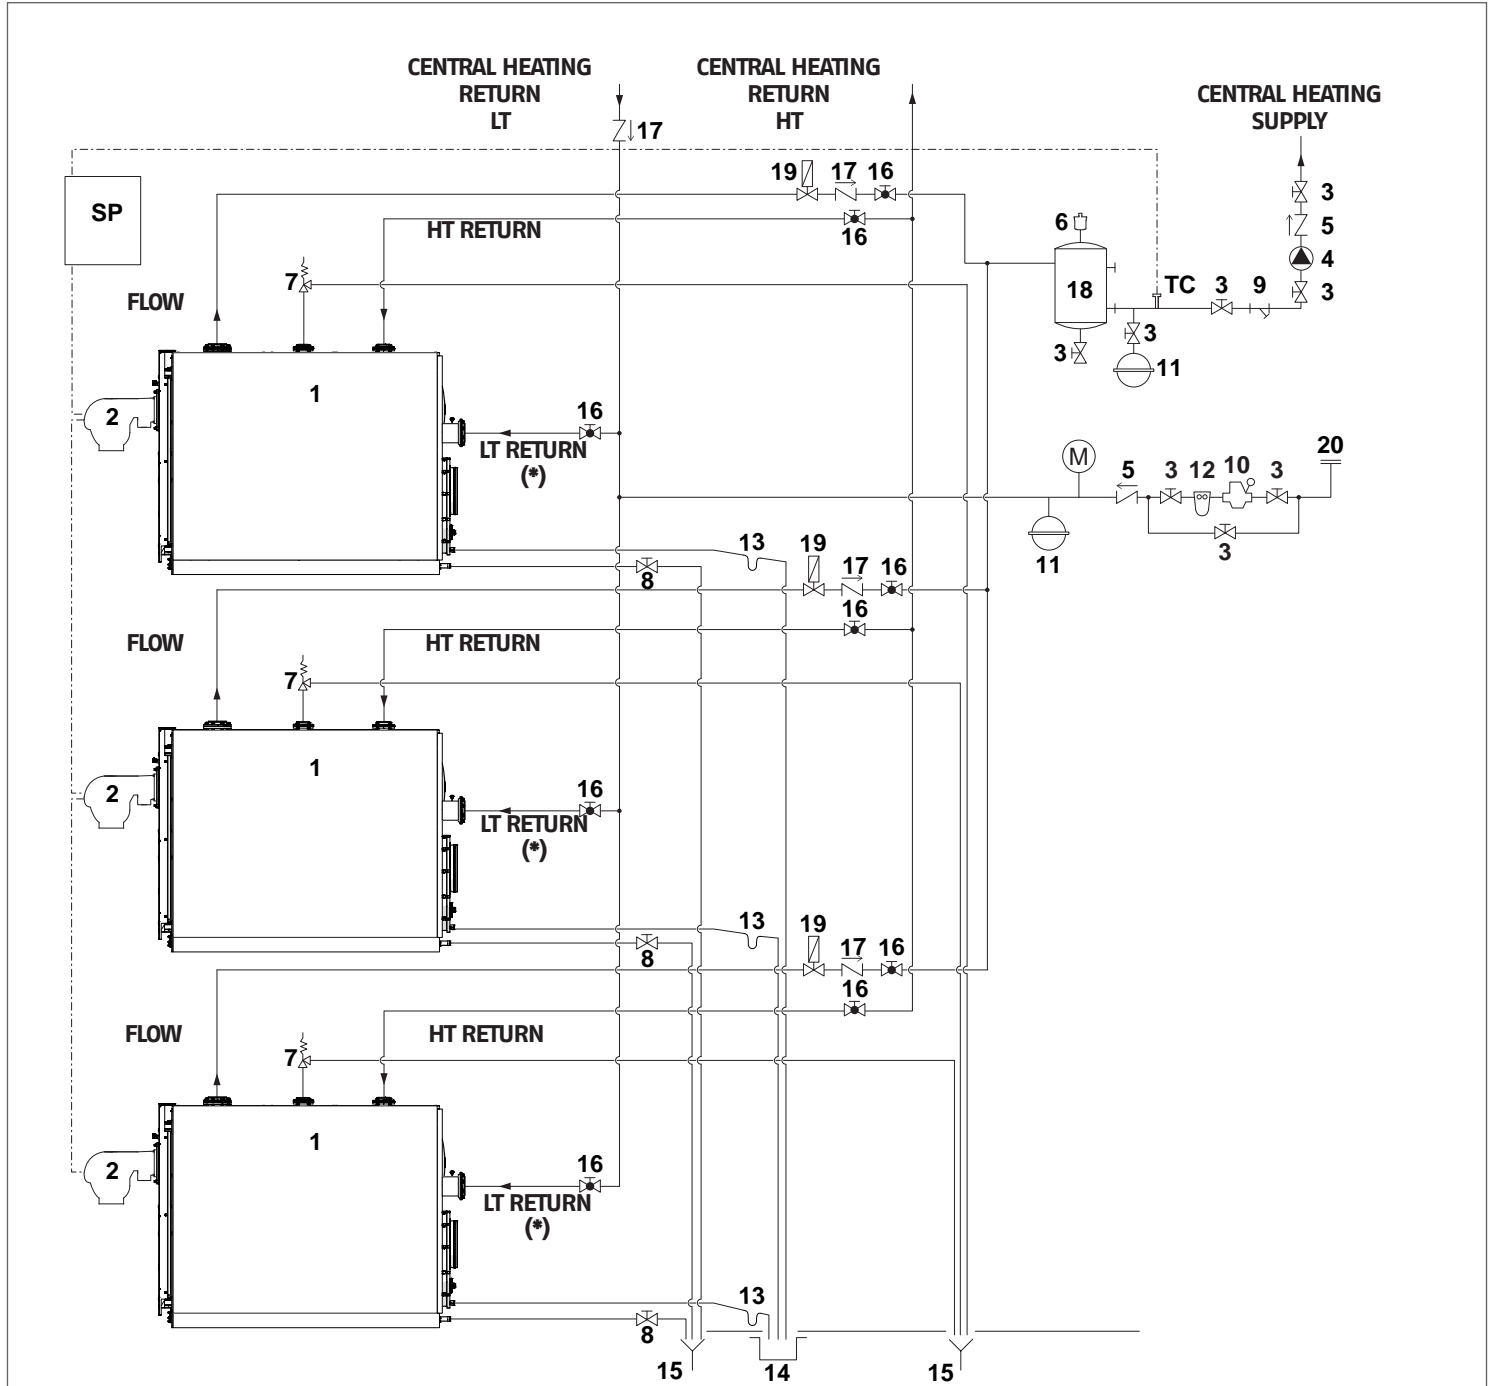 CENTRAL HEATING
RETURN
LT
CENTRAL HEATING
RETURN
HT
CENTRAL HEATING
SUPPLY
17
19 17 16
3
SP
HT RETURN
16
6
5
4
7
FLOW
18
TC 3 9 3
3
3
11
1
2
16
LT RETURN
(*)
M
20
5 3 12 10 3
3
11
13
19
17 16
8
16
FLOW
HT RETURN
7
1
2
16
LT RETURN
(*)
13
19
17 16
8
16
FLOW
HT RETURN
7
1
2
16
LT RETURN
(*)
13
8
15 14 15